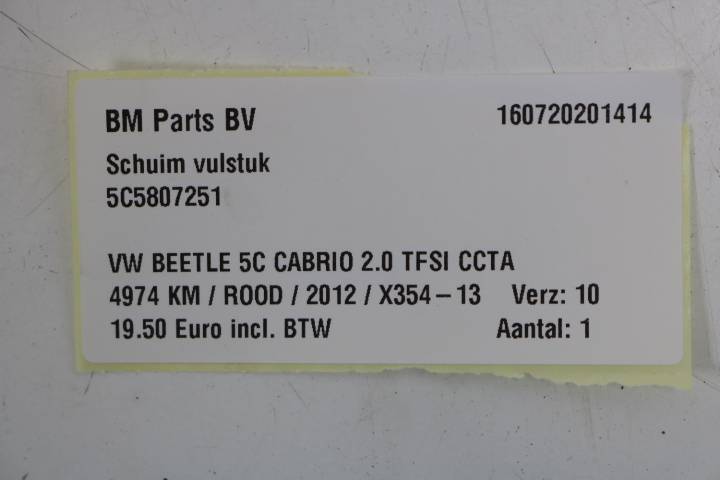 BM Parts BV 160720201414
Schuim vulstuk
5C5807251
VW BEETLE 5C CABRIO 2.0 TFSI CCTA
4974 KM / ROOD / 2012 / X354-13 Verz: 10
19.50 Euro incl. BTW Aantal: 1